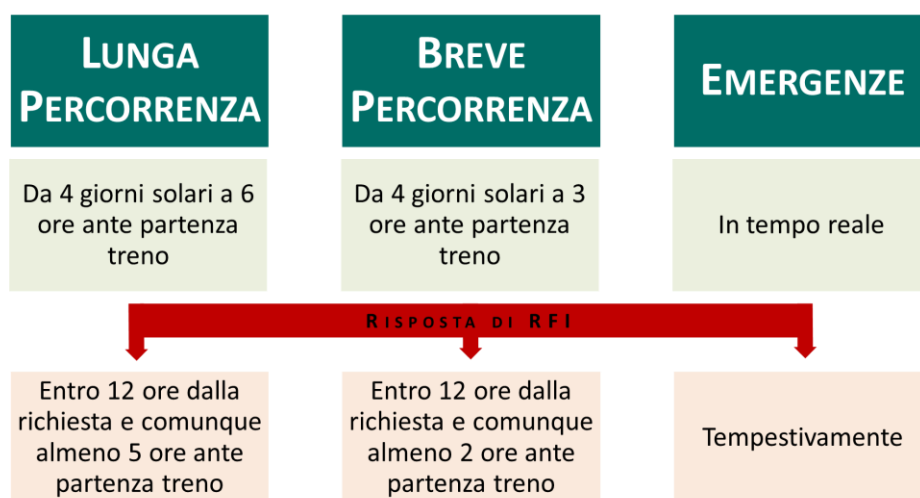 LUNGA
PERCORRENZA
BREVE
PERCORRENZA
EMERGENZE
Da 4 giorni solari a 6
ore ante partenza
treno
Da 4 giorni solari a 3
ore ante partenza
treno
In tempo reale
RISPOSTA DI RFI
Entro 12 ore dalla
richiesta e comunque
almeno 5 ore ante
partenza treno
Entro 12 ore dalla
richiesta e comunque
almeno 2 ore ante
partenza treno
Tempestivamente